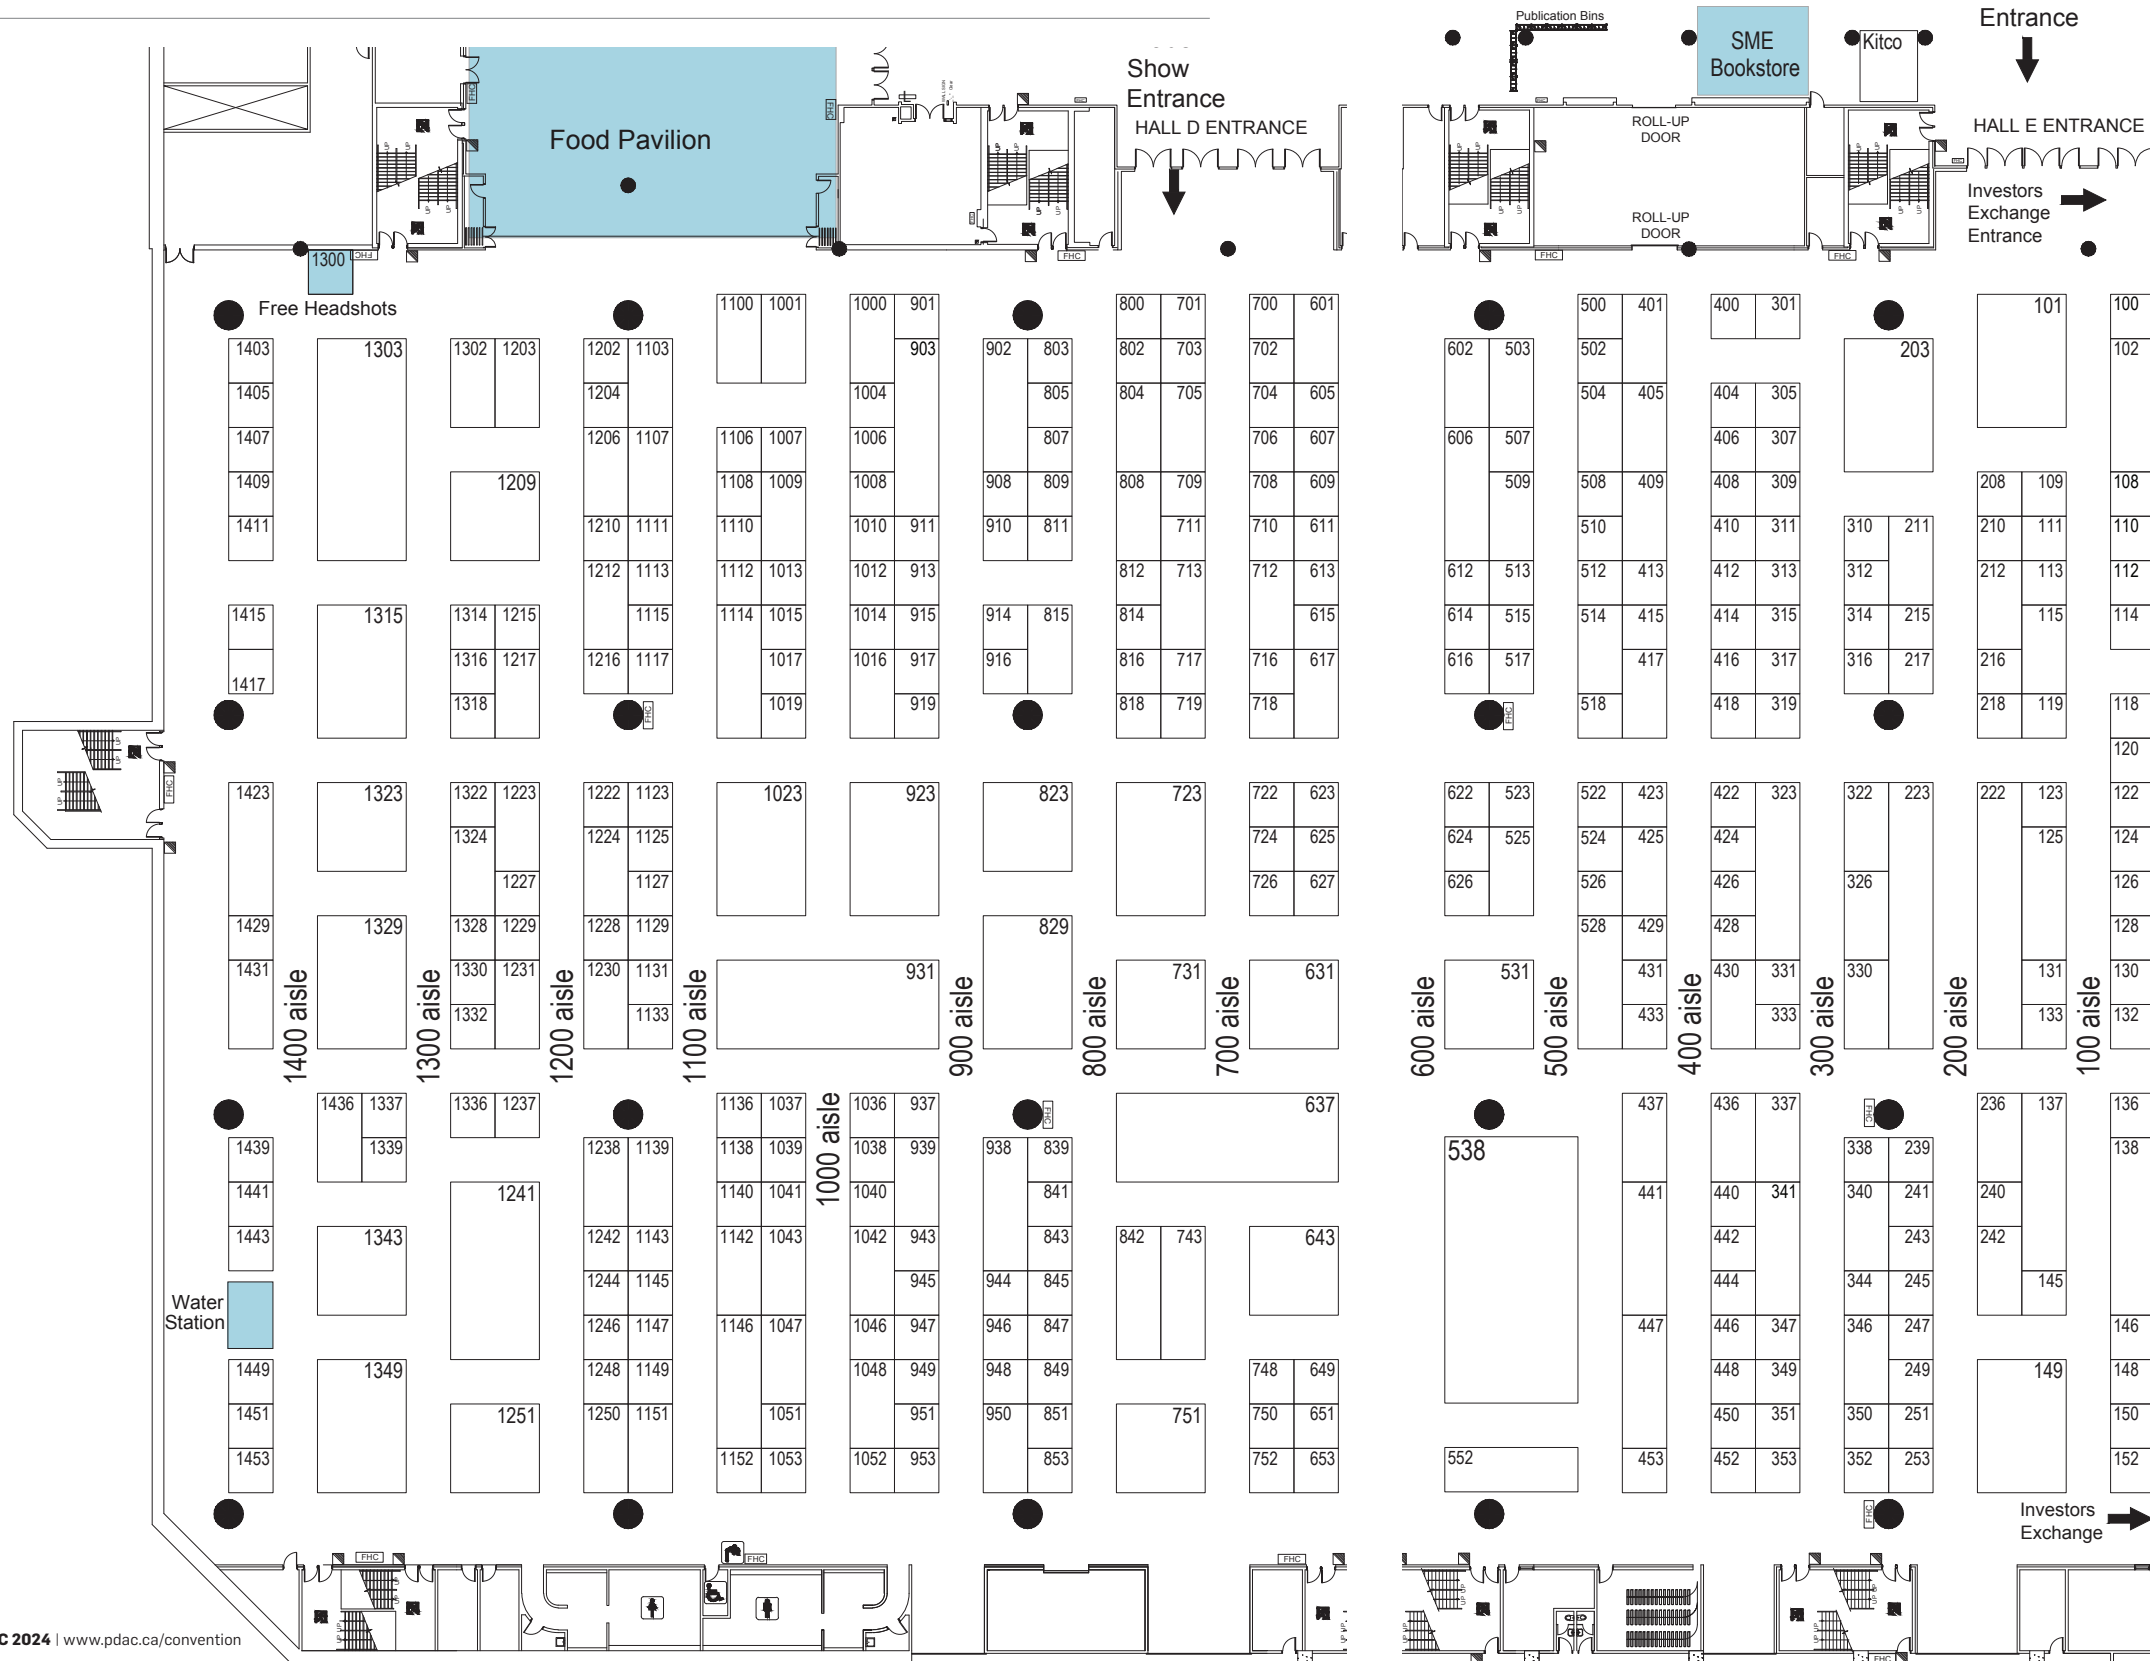 Publication Bins
SME
Bookstore
Kitco
Entrance
Show
Entrance
HALL D ENTRANCE
Food Pavilion
ROLL-UP
DOOR
HALL E ENTRANCE
Investors
Exchange
Entrance
ROLL-UP
DOOR
1300
Free Headshots
1100 1001 1000 901 800 701 700 601 500 401 400 301 101 100
1403 1303 1302 1203 1202 1103 903 902 803 802 703 702 602 503 502 203 102
1405 1204 1004 805 804 705 704 605 504 405 404 305
1407 1206 1107 1106 1007 1006 807 706 607 606 507 406 307
1409 1209 1108 1009 1008 908 809 808 709 708 609 509 508 409 408 309 208 109 108
1411 1210 1111 1110 1010 911 910 811 711 710 611 510 410 311 310 211 210 111 110
1212 1113 1112 1013 1012 913 812 713 712 613 612 513 512 413 412 313 312 212 113 112
1415 1315 1314 1215 1115 1114 1015 1014 915 914 815 814 615 614 515 514 415 414 315 314 215 115 114
1417 1316 1217 1216 1117 1017 1016 917 916 816 717 716 617 616 517 417 416 317 316 217 216
1318 1019 919 818 719 718 518 418 319 218 119 118
120
1423 1323 1322 1223 1222 1123 1023 923 823 723 722 623 622 523 522 423 422 323 322 223 222 123 122
1324 1224 1125 724 625 624 525 524 425 424 125 124
1227 1127 726 627 626 526 426 326 126
1429 1329 1328 1229 1228 1129 829 528 429 428 128
1431 1330 1231 1230 1131 931 731 631 531 431 430 331 330 131 130
1332 1133 433 333 133 132
1400 aisle 1300 aisle 1200 aisle 1100 aisle 900 aisle 800 aisle 700 aisle 600 aisle 500 aisle 400 aisle 300 aisle 200 aisle 100 aisle
1000 aisle
1436 1337 1336 1237 1136 1037 1036 937 637 437 436 337 236 137 136
1439 1339 1238 1139 1138 1039 1038 939 938 839 538 338 239 138
1441 1241 1140 1041 1040 841 441 440 341 340 241 240
1443 1343 1242 1143 1142 1043 1042 943 843 842 743 643 442 243 242
1244 1145 945 944 845 444 344 245 145
Water
Station
1246 1147 1146 1047 1046 947 946 847 447 446 347 346 247 146
1449 1349 1248 1149 1048 949 948 849 748 649 448 349 249 149 148
1451 1251 1250 1151 1051 951 950 851 751 750 651 450 351 350 251 150
1453 1152 1053 1052 953 853 752 653 552 453 452 353 352 253 152
Investors
Exchange
FHC
FHC
FHC
C 2024 | www.pdac.ca/convention